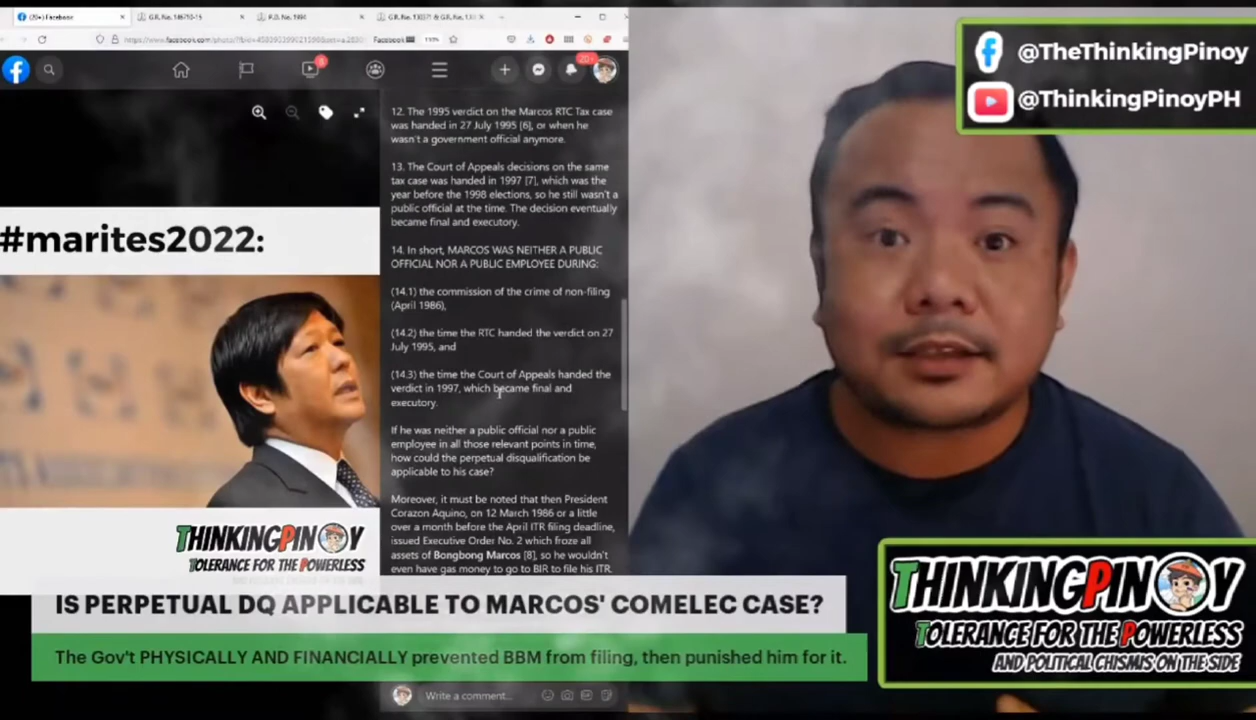 (20+) Facebook
G.R. No. 148710-15
P.D. No. 1994
Facebook
20+
12. The 1995 verdict on the Marcos RTC Tax case
was handed in 27 July 1995 [6], or when he
wasn't a government official anymore.
13. The Court of Appeals decisions on the same
tax case was handed in 1997 [7], which was the
year before the 1998 elections, so he still wasn't a
public official at the time. The decision eventually
became final and executory.
14. In short, MARCOS WAS NEITHER A PUBLIC
OFFICIAL NOR A PUBLIC EMPLOYEE DURING:
(14.1) the commission of the crime of non-filing
(April 1986),
(14.2) the time the RTC handed the verdict on 27
July 1995, and
(14.3) the time the Court of Appeals handed the
verdict in 1997, which became final and
executory.
If he was neither a public official nor a public
employee in all those relevant points in time,
how could the perpetual disqualification be
applicable to his case?
Moreover, it must be noted that then President
Corazon Aquino, on 12 March 1986 or a little
over a month before the April ITR filing deadline,
issued Executive Order No. 2 which froze all
assets of Bongbong Marcos [8], so he wouldn't
even have gas money to go to BIR to file his ITR.
Write a comment...
#marites2022:
THINKINGPINOY
TOLERANCE FOR THE POWERLESS
@TheThinkingPinoy
@ThinkingPinoyPH
IS PERPETUAL DQ APPLICABLE TO MARCOS' COMELEC CASE?
The Gov't PHYSICALLY AND FINANCIALLY prevented BBM from filing, then punished him for it.
THINKINGPINOY
TOLERANCE FOR THE POWERLESS
AND POLITICAL CHISMIS ON THE SIDE